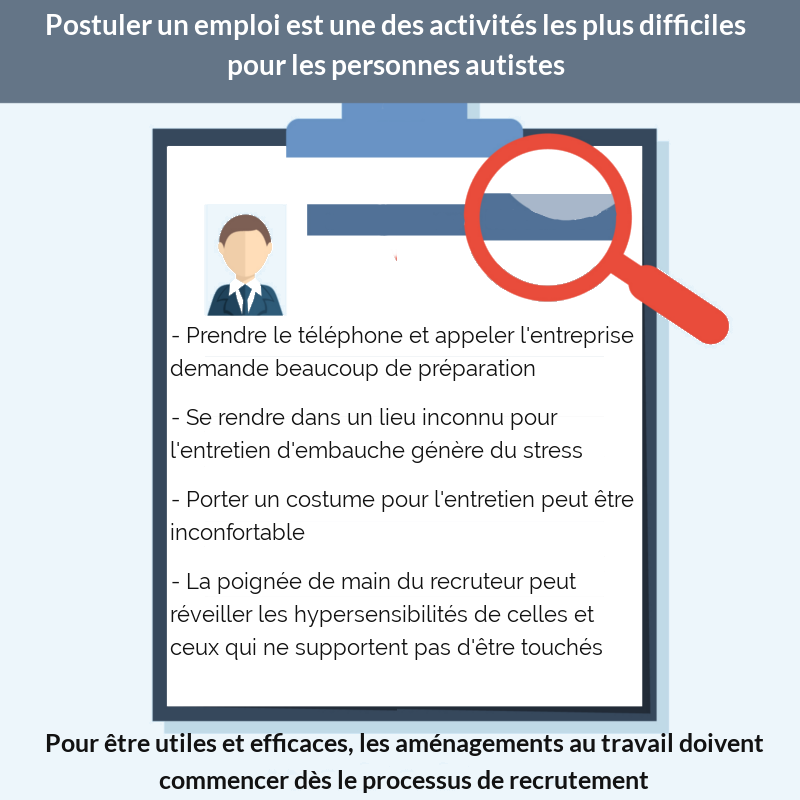 Postuler un emploi est une des activités les plus difficiles
pour les personnes autistes
- Prendre le téléphone et appeler l'entreprise
demande beaucoup de préparation
- Se rendre dans un lieu inconnu pour
l'entretien d'embauche génère du stress
- Porter un costume pour l'entretien peut être
inconfortable
- La poignée de main du recruteur peut
réveiller les hypersensibilités de celles et
ceux qui ne supportent pas d'être touchés
Pour être utiles et efficaces, les aménagements au travail doivent
commencer dès le processus de recrutement